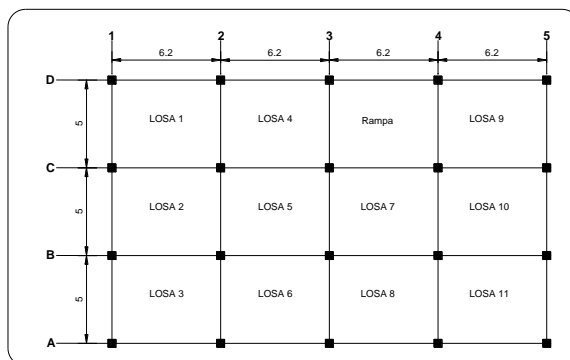 1 2 3 4 5
6.2 6.2 6.2 6.2
D
LOSA 1 LOSA 4 Rampa LOSA 9
5
C
LOSA 2 LOSA 5 LOSA 7 LOSA 10
5
B
LOSA 3 LOSA 6 LOSA 8 LOSA 11
5
A